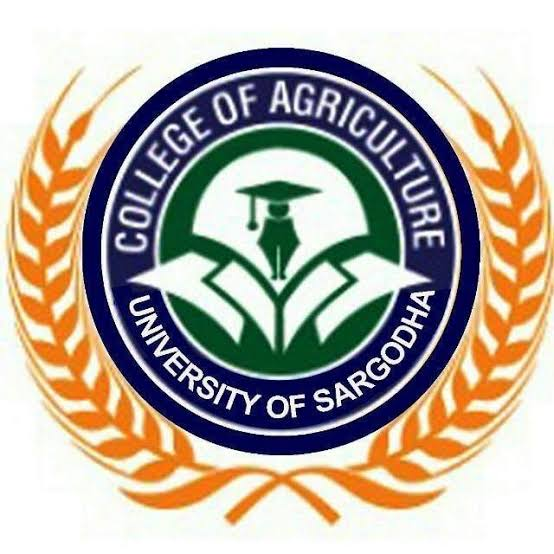 COLLEGE OF AGRICULTURE
UNIVERSITY OF SARGODHA